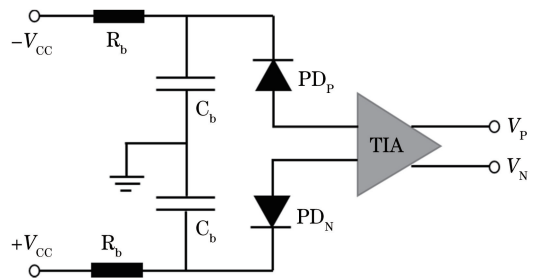 −V_CC
R_b
C_b
PD_P
TIA
V_P
V_N
C_b
PD_N
+V_CC
R_b